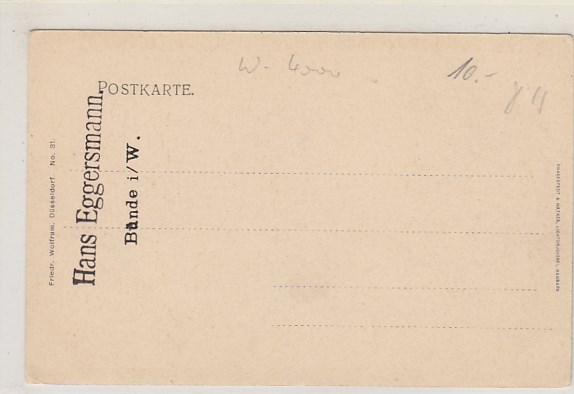 W- 4000
10.-
POSTKARTE.
Hans Eggersmann.
Bünde i/W.
Friedr. Wolfrum, Düsseldorf. No. 31.